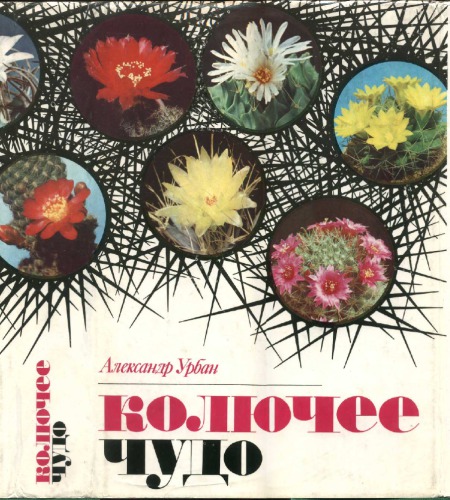 Александр Урбан
колючее
чудо
колючее
чудо